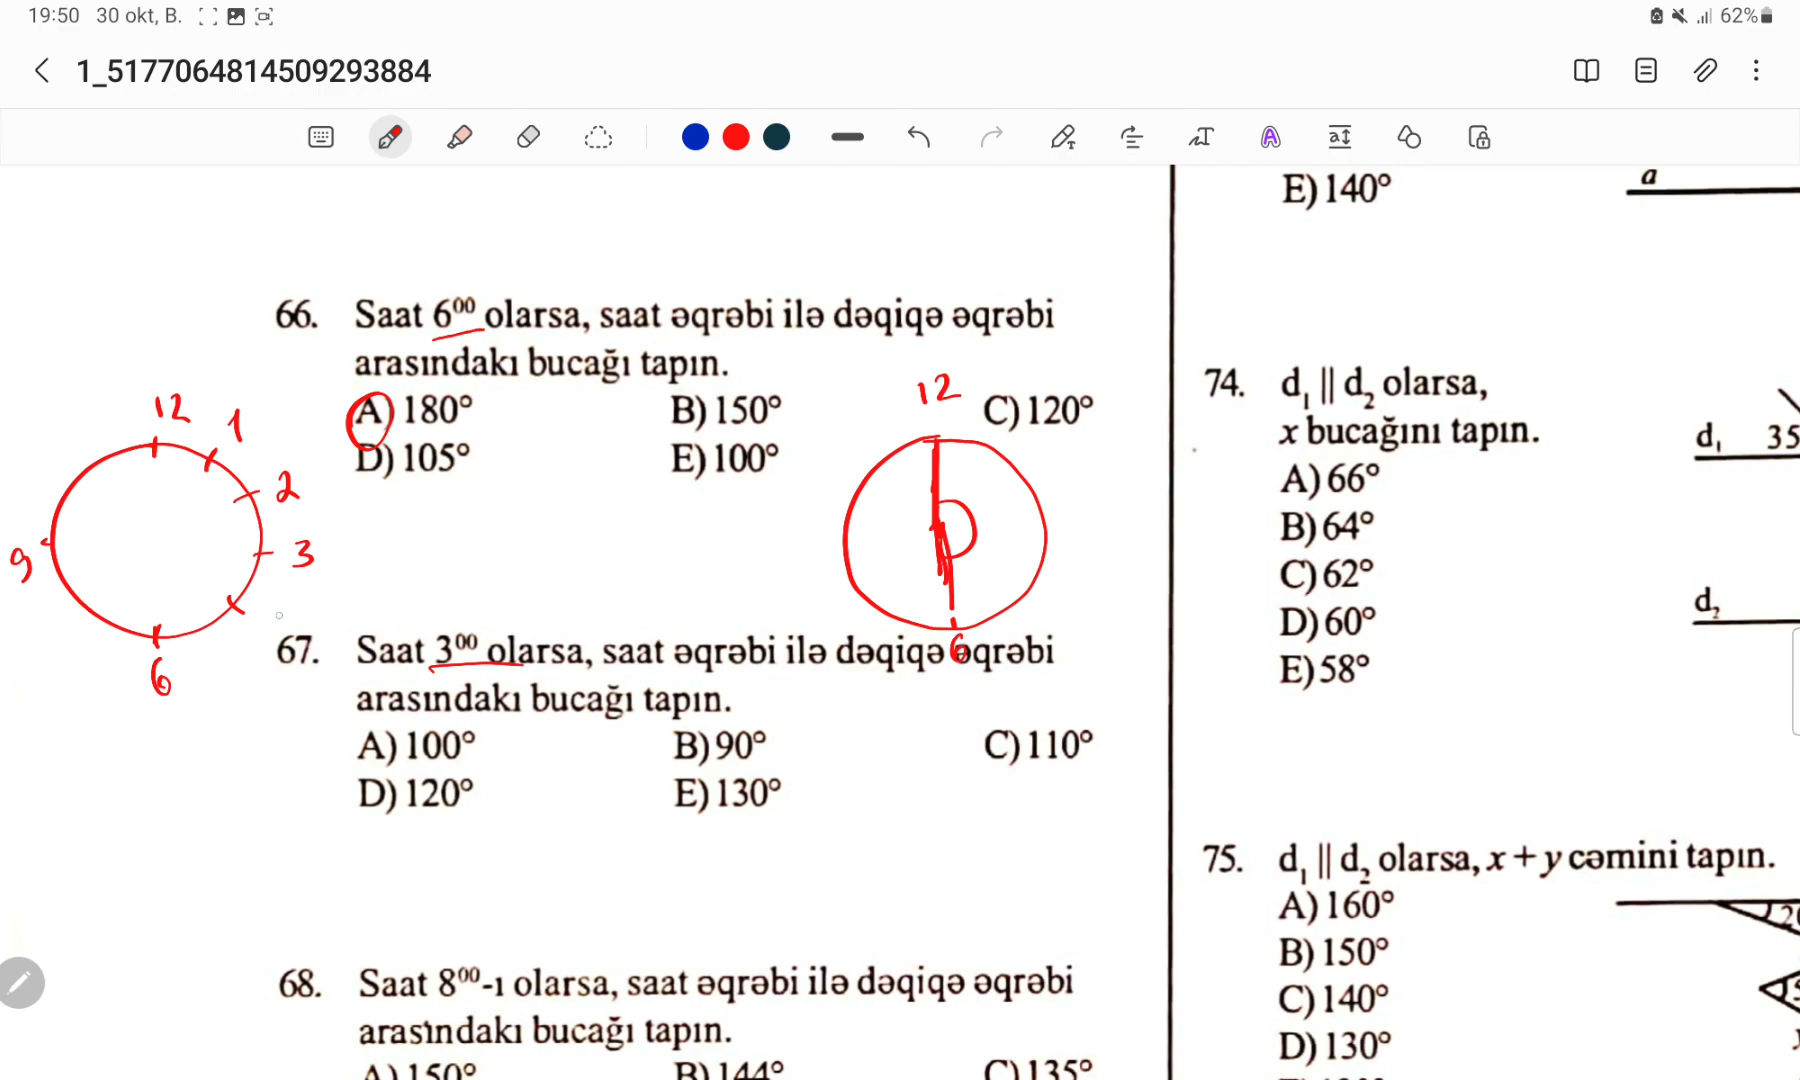 19:50 30 okt, B.
62%
1_5177064814509293884
66. Saat 6⁰⁰ olarsa, saat əqrəbi ilə dəqiqə əqrəbi
arasındakı bucağı tapın.
A) 180° B) 150° C) 120°
D) 105° E) 100°
12
1
2
3
6
9
12
6
67. Saat 3⁰⁰ olarsa, saat əqrəbi ilə dəqiqə əqrəbi
arasındakı bucağı tapın.
A) 100° B) 90° C) 110°
D) 120° E) 130°
68. Saat 8⁰⁰-ı olarsa, saat əqrəbi ilə dəqiqə əqrəbi
arasındakı bucağı tapın.
A) 150° B) 144° C) 135°
E) 140°
a
74. d₁ || d₂ olarsa,
x bucağını tapın.
A) 66°
B) 64°
C) 62°
D) 60°
E) 58°
d₁ 35
d₂
75. d₁ || d₂ olarsa, x + y cəmini tapın.
A) 160°
B) 150°
C) 140°
D) 130°